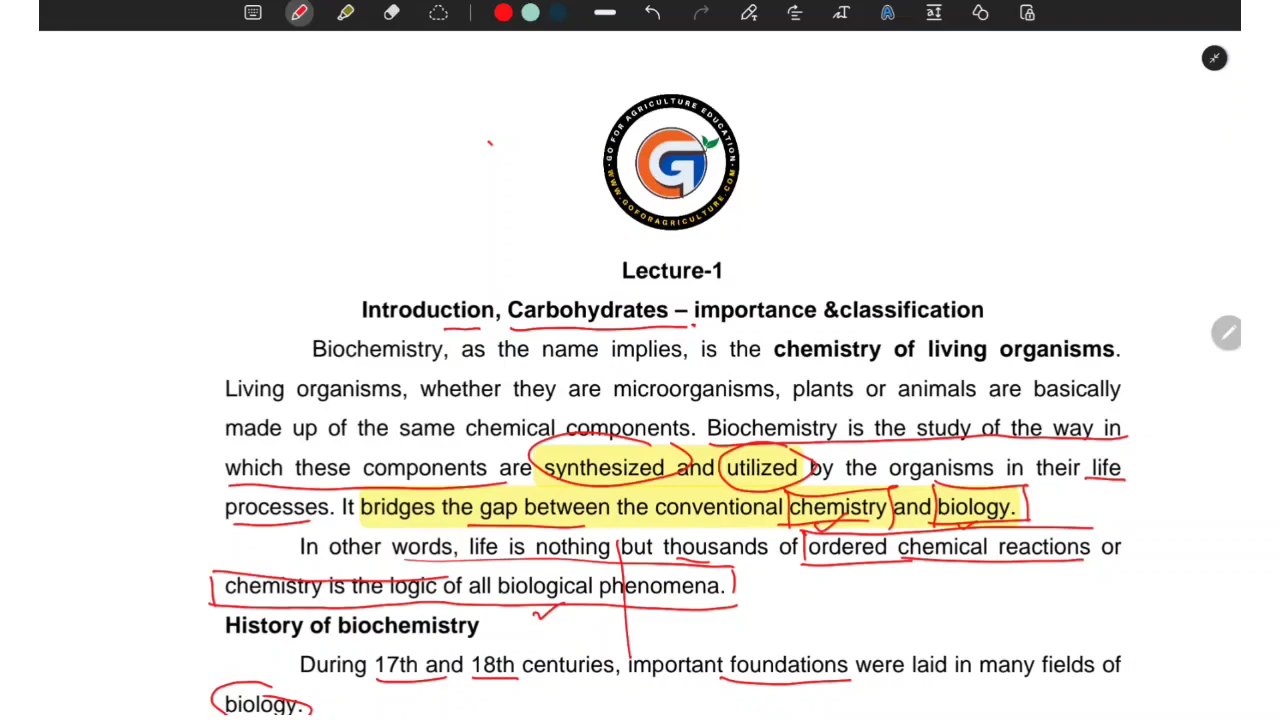 GO FOR AGRICULTURE EDUCATION
WWW.GOFORAGRICULTURE.COM
Lecture-1
Introduction, Carbohydrates – importance &classification
Biochemistry, as the name implies, is the chemistry of living organisms.
Living organisms, whether they are microorganisms, plants or animals are basically
made up of the same chemical components. Biochemistry is the study of the way in
which these components are synthesized and utilized by the organisms in their life
processes. It bridges the gap between the conventional chemistry and biology.
In other words, life is nothing but thousands of ordered chemical reactions or
chemistry is the logic of all biological phenomena.
History of biochemistry
During 17th and 18th centuries, important foundations were laid in many fields of
biology.